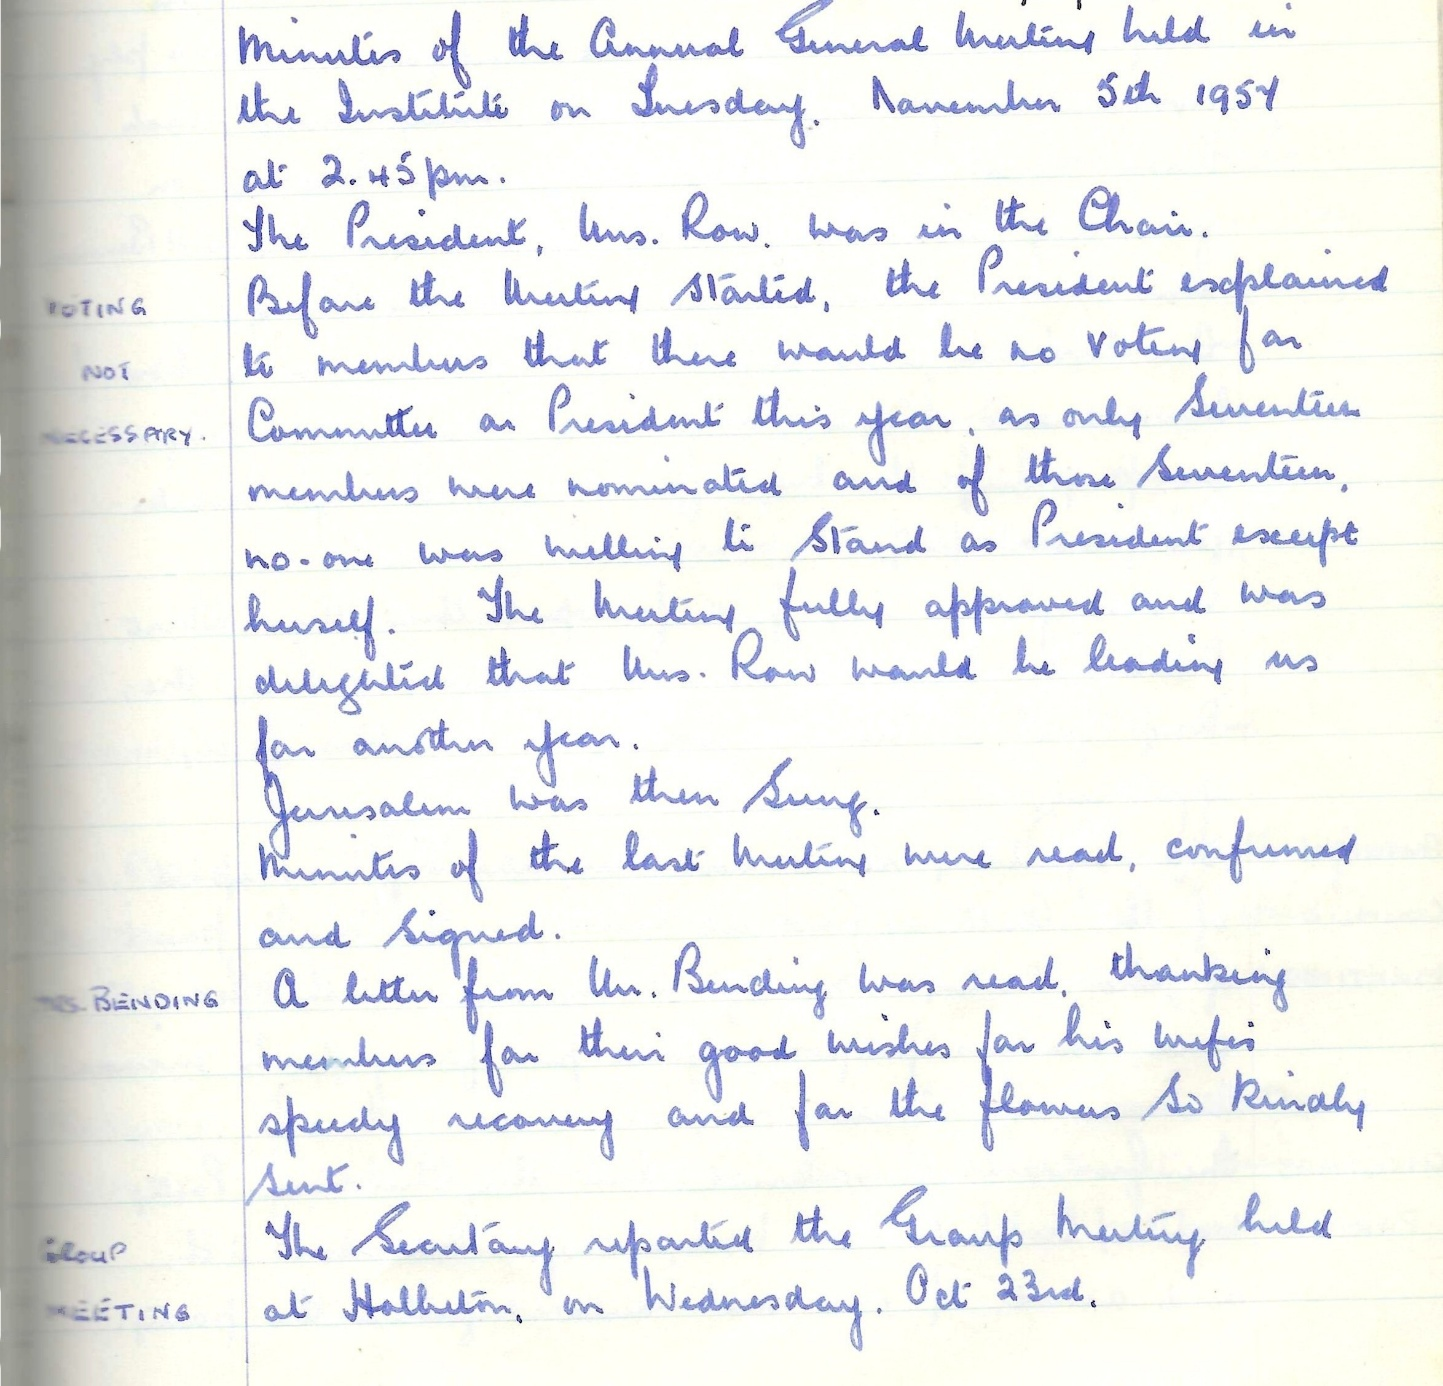 Minutes of the Annual General Meeting held in
the Institute on Tuesday, November 5th 1957
at 2.45pm.
The President, Mrs. Row, was in the Chair.
VOTING
Before the Meeting started, the President explained
NOT
to members that there would be no voting for
NECESSARY.
Committee or President this year, as only Seventeen
members were nominated and of those Seventeen,
no-one was willing to Stand as President except
herself. The Meeting fully approved and was
delighted that Mrs. Row would be leading us
for another year.
Jerusalem was then Sung.
Minutes of the last Meeting were read, confirmed
and Signed.
MRS. BENDING
A letter from Mr. Bending was read, thanking
members for their good wishes for his wife's
speedy recovery and for the flowers So Kindly
Sent.
GROUP
The Secretary reported the Group Meeting held
MEETING
at Holbeton, on Wednesday, Oct 23rd.